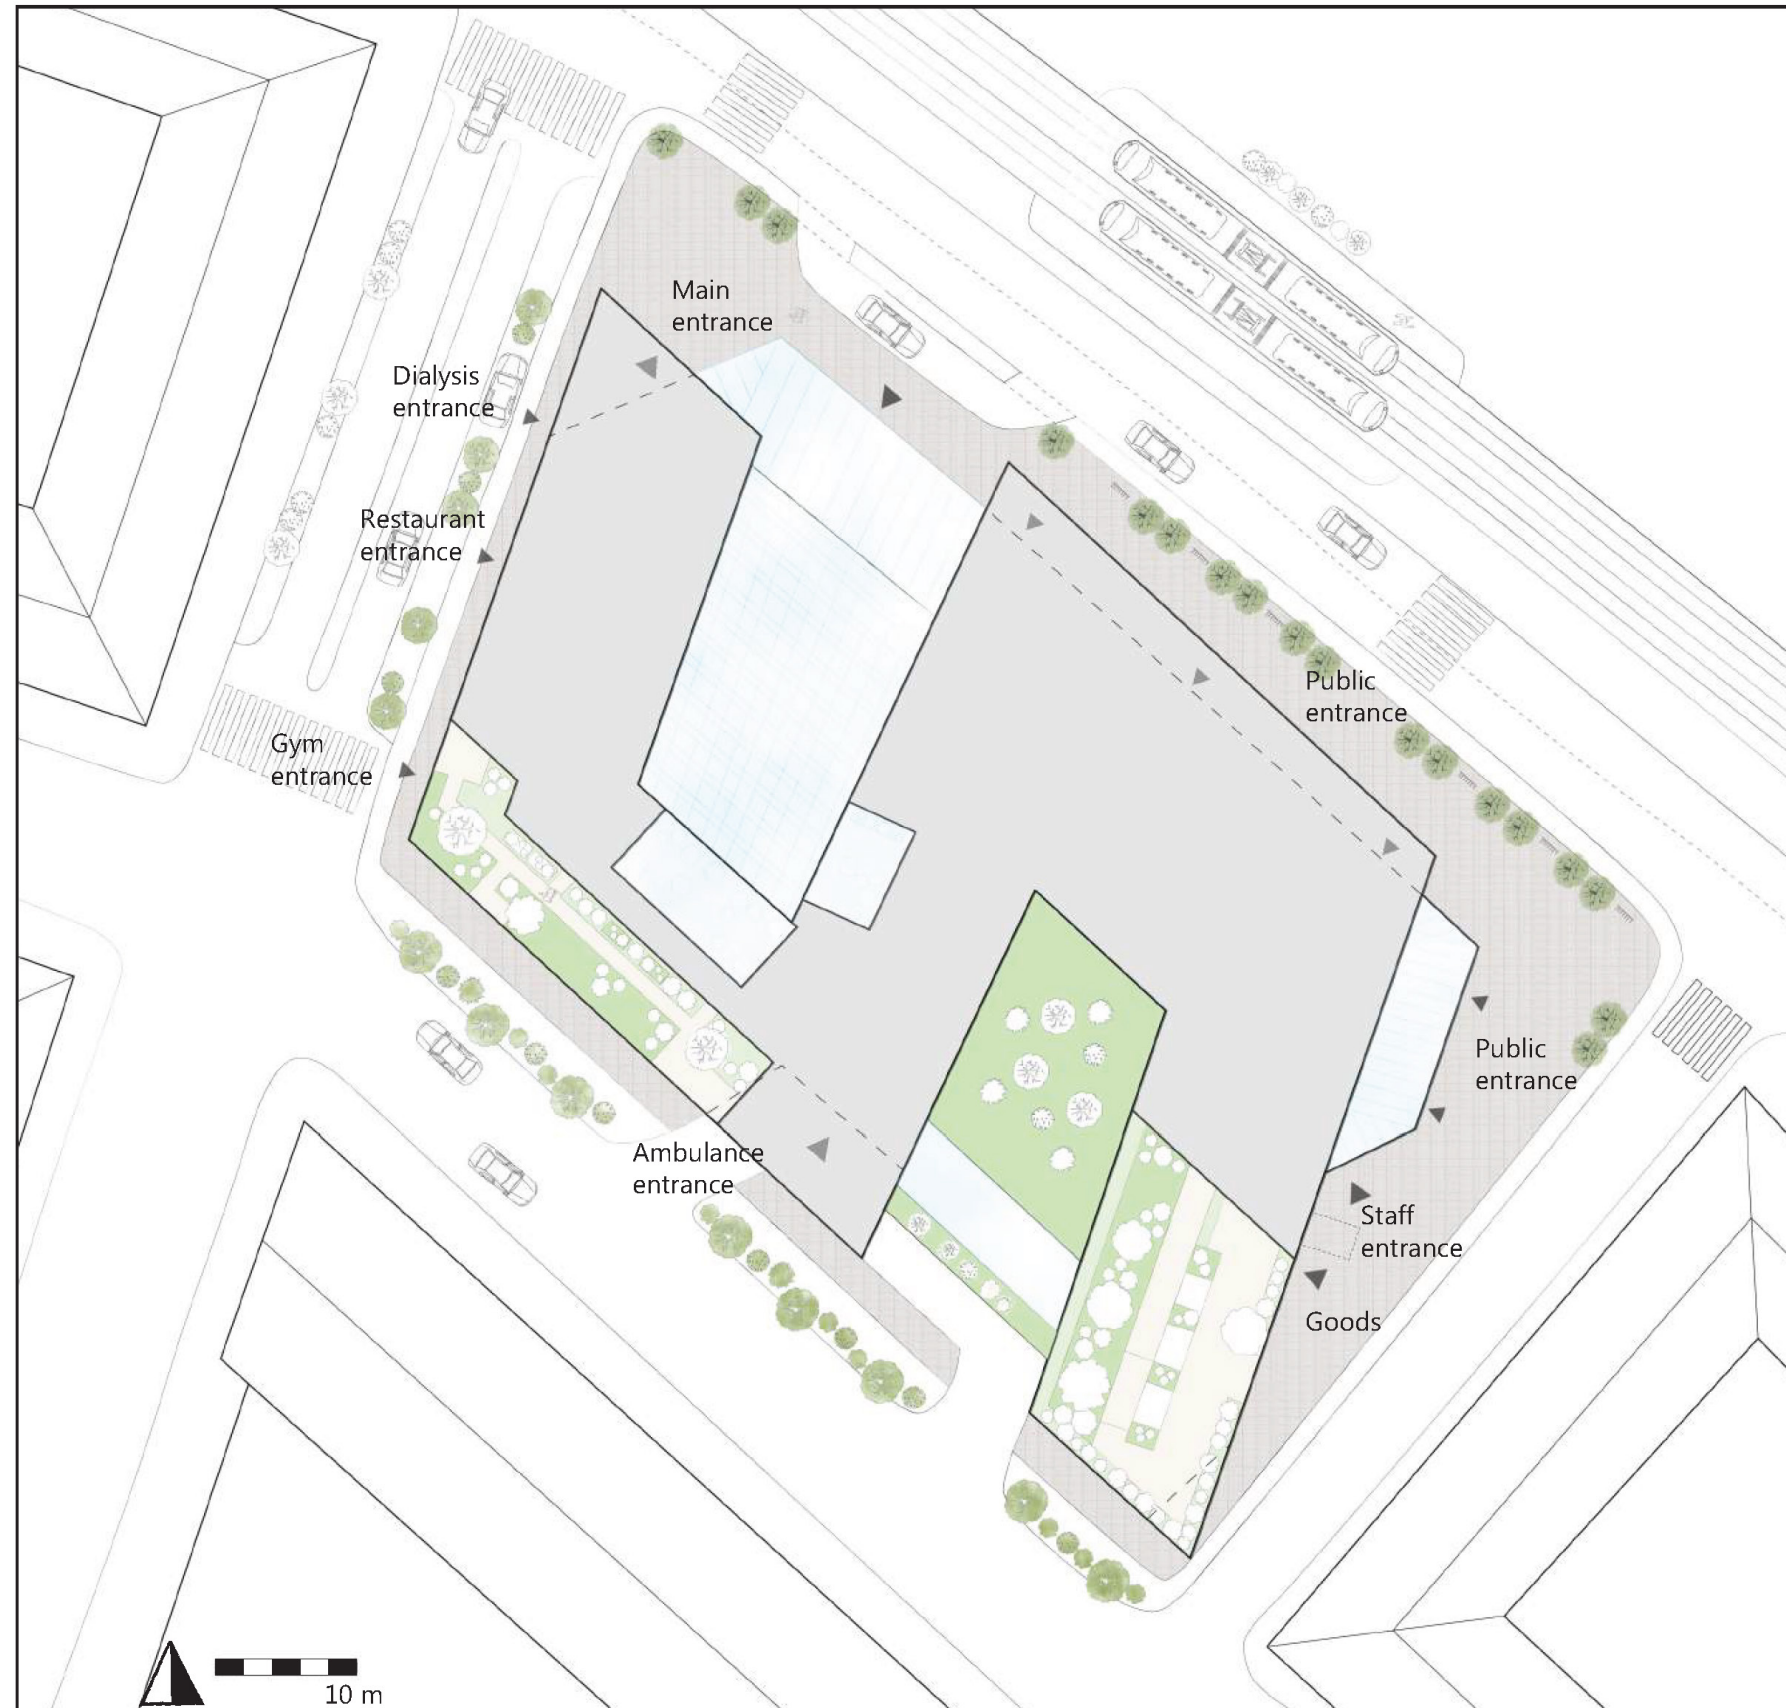 Main
entrance
Dialysis
entrance
Restaurant
entrance
Public
entrance
Gym
entrance
Public
entrance
Ambulance
entrance
Staff
entrance
Goods
10 m